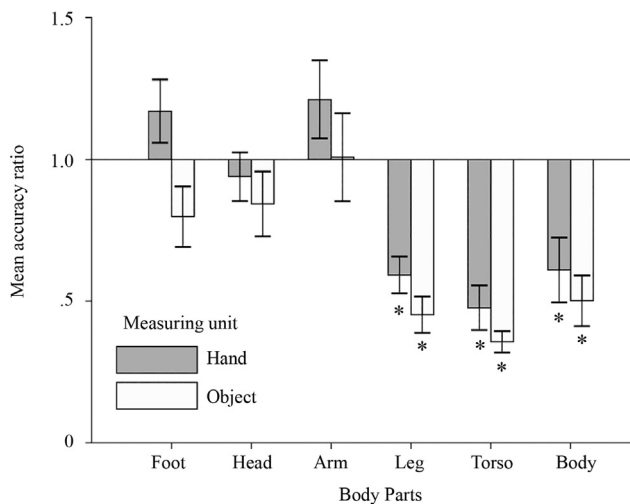 1.5
1.0
.5
0
Mean accuracy ratio
Measuring unit
Hand
Object
* * * * * *
Foot Head Arm Leg Torso Body
Body Parts